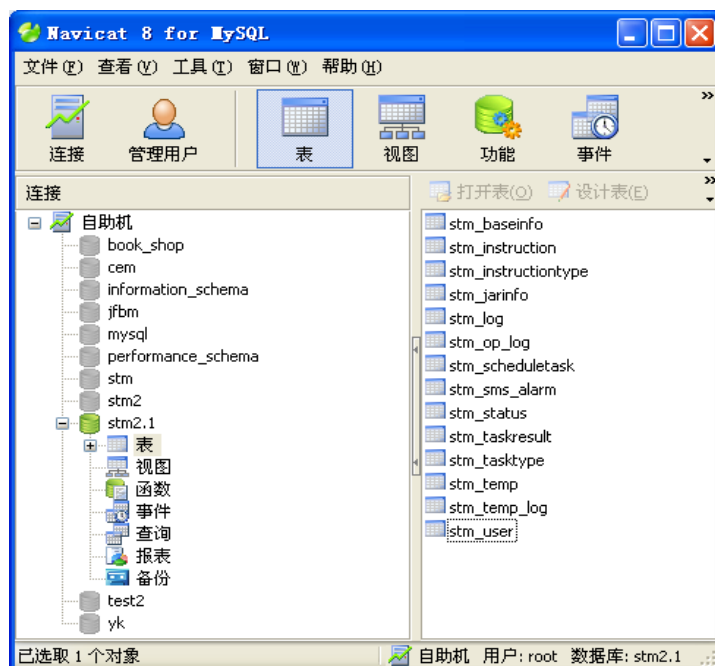 Navicat 8 for MySQL
文件(F) 查看(V) 工具(T) 窗口(W) 帮助(H)
连接 管理用户 表 视图 功能 事件
连接
打开表(O) 设计表(E)
自助机
book_shop
cem
information_schema
jfbm
mysql
performance_schema
stm
stm2
stm2.1
表
视图
函数
事件
查询
报表
备份
test2
yk
stm_baseinfo
stm_instruction
stm_instructiontype
stm_jarinfo
stm_log
stm_op_log
stm_scheduletask
stm_sms_alarm
stm_status
stm_taskresult
stm_tasktype
stm_temp
stm_temp_log
stm_user
已选取 1 个对象 自助机 用户: root 数据库: stm2.1